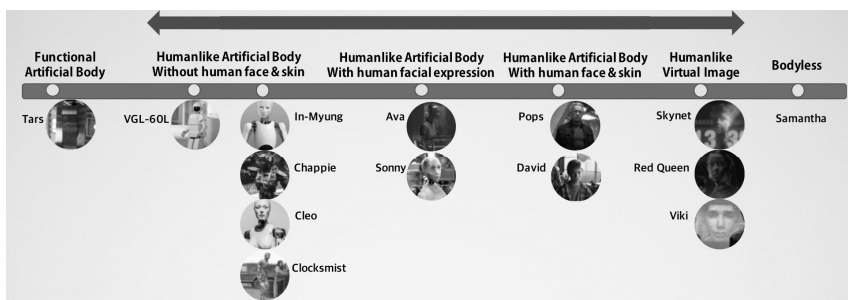 Functional
Artificial Body
Humanlike Artificial Body
Without human face & skin
Humanlike Artificial Body
With human facial expression
Humanlike Artificial Body
With human face & skin
Humanlike
Virtual Image
Bodyless
Tars
VGL-60L
In-Myung
Ava
Pops
Skynet
Samantha
Chappie
Sonny
David
Red Queen
Cleo
Viki
Clocksmist